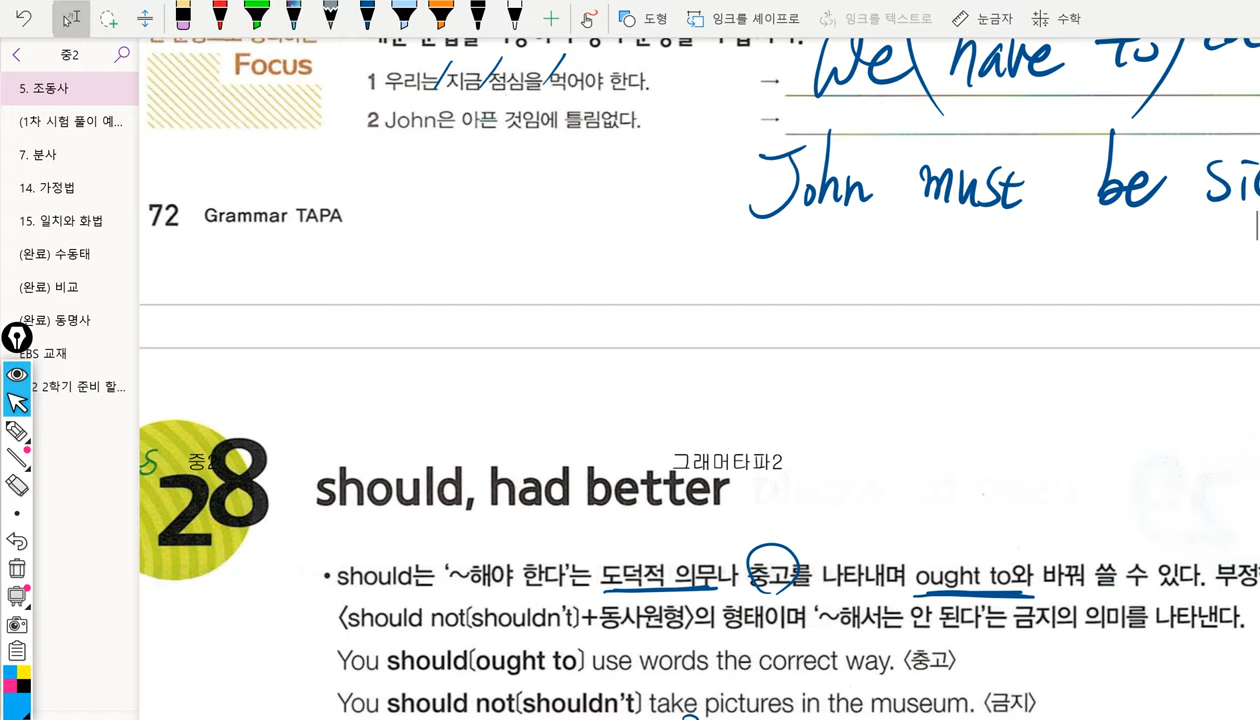 도형 잉크를 셰이프로 잉크를 텍스트로 눈금자 수학
중2
5. 조동사
(1차 시험 풀이 예...
7. 분사
14. 가정법
15. 일치와 화법
(완료) 수동태
(완료) 비교
(완료) 동명사
EBS 교재
2 2학기 준비 할...
Focus
1 우리는 지금 점심을 먹어야 한다. →
We have to
2 John은 아픈 것임에 틀림없다. →
John must be
72 Grammar TAPA
중2 그래머타파2
28 should, had better
• should는 ‘~해야 한다’는 도덕적 의무나 충고를 나타내며 ought to와 바꿔 쓸 수 있다. 부정
〈should not(shouldn't)+동사원형〉의 형태이며 ‘~해서는 안 된다’는 금지의 의미를 나타낸다.
You should(ought to) use words the correct way. 〈충고〉
You should not(shouldn't) take pictures in the museum. 〈금지〉